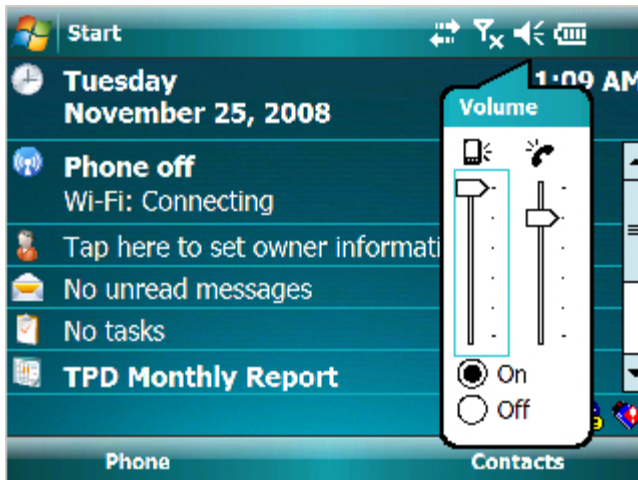 Start
Tuesday
1:09 AM
November 25, 2008
Volume
Phone off
Wi-Fi: Connecting
Tap here to set owner informati
No unread messages
No tasks
TPD Monthly Report
On
Off
Phone
Contacts